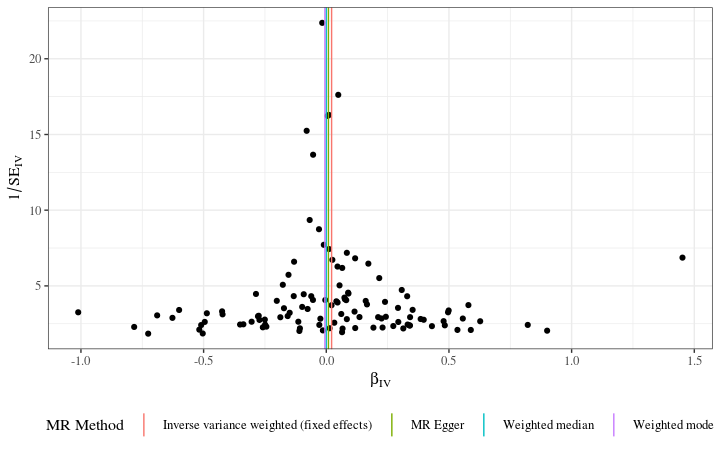 20
15
10
5
1/SE_IV
-1.0 -0.5 0.0 0.5 1.0 1.5
β_IV
MR Method Inverse variance weighted (fixed effects) MR Egger Weighted median Weighted mode